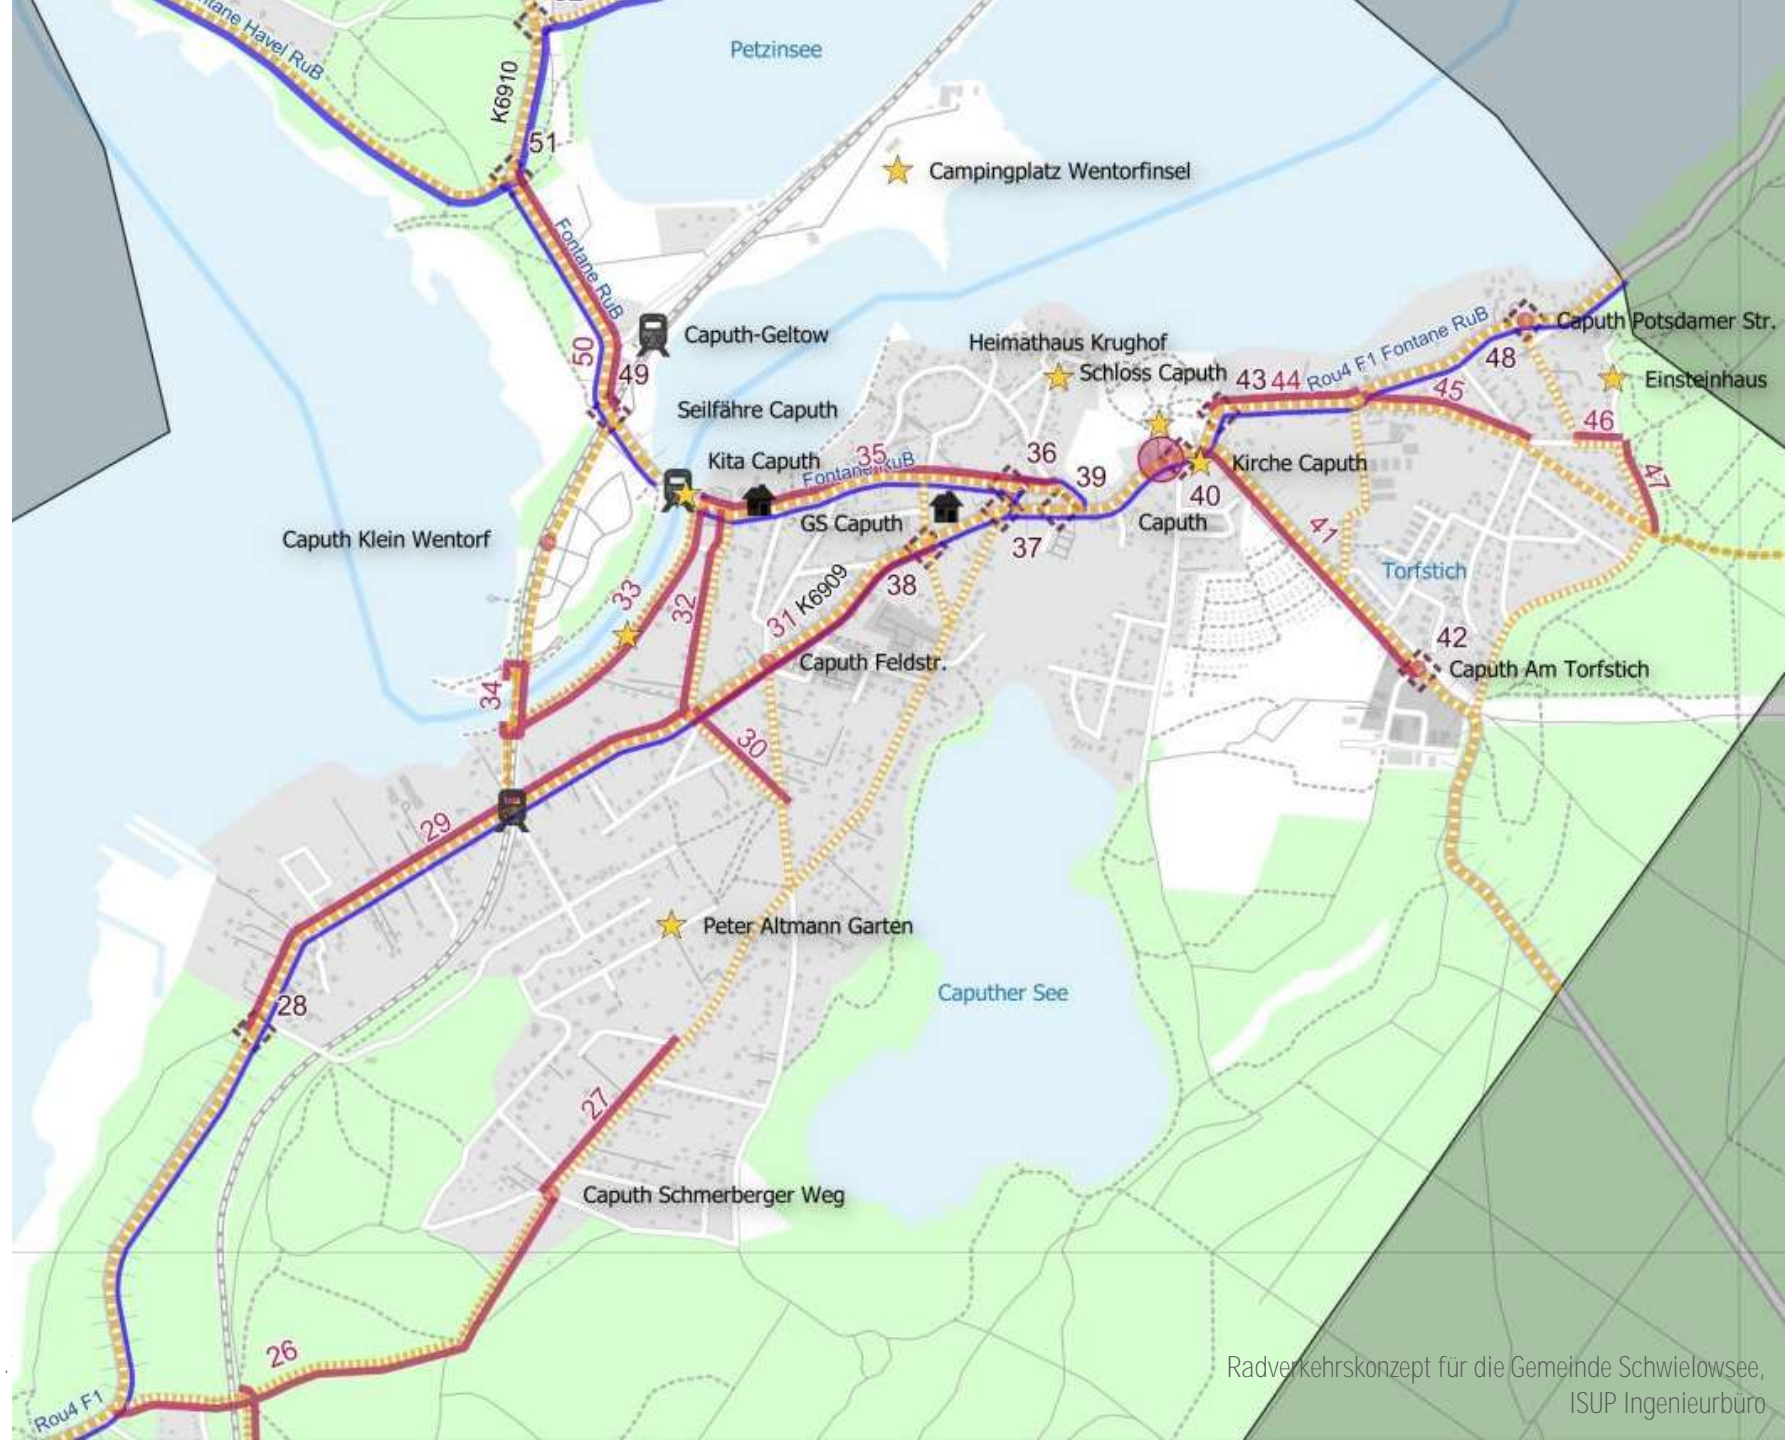 Fontane Havel RuB
Petzinsee
K6910
51
Campingplatz Wentorfinsel
Fontane RuB
Caputh-Geltow
50
49
Heimathaus Krughof
Schloss Caputh
43
44
Rou4 F1 Fontane RuB
48
Caputh Potsdamer Str.
Einsteinhaus
45
Seilfähre Caputh
46
Kita Caputh
35
Fontane RuB
36
39
Kirche Caputh
40
47
GS Caputh
Caputh
41
Caputh Klein Wentorf
37
38
K6909
31
33
32
Torfstich
42
Caputh Feldstr.
Caputh Am Torfstich
34
30
29
Peter Altmann Garten
28
Caputher See
27
Caputh Schmerberger Weg
26
Rou4 F1
Radverkehrskonzept für die Gemeinde Schwielowsee,
ISUP Ingenieurbüro